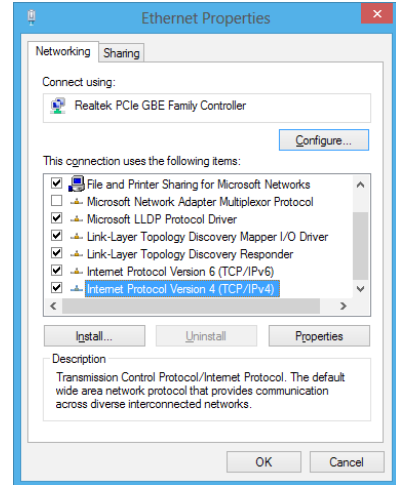 Ethernet Properties
Networking
Sharing
Connect using:
Realtek PCIe GBE Family Controller
Configure...
This connection uses the following items:
File and Printer Sharing for Microsoft Networks
Microsoft Network Adapter Multiplexor Protocol
Microsoft LLDP Protocol Driver
Link-Layer Topology Discovery Mapper I/O Driver
Link-Layer Topology Discovery Responder
Internet Protocol Version 6 (TCP/IPv6)
Internet Protocol Version 4 (TCP/IPv4)
Install...
Uninstall
Properties
Description
Transmission Control Protocol/Internet Protocol. The default
wide area network protocol that provides communication
across diverse interconnected networks.
OK
Cancel